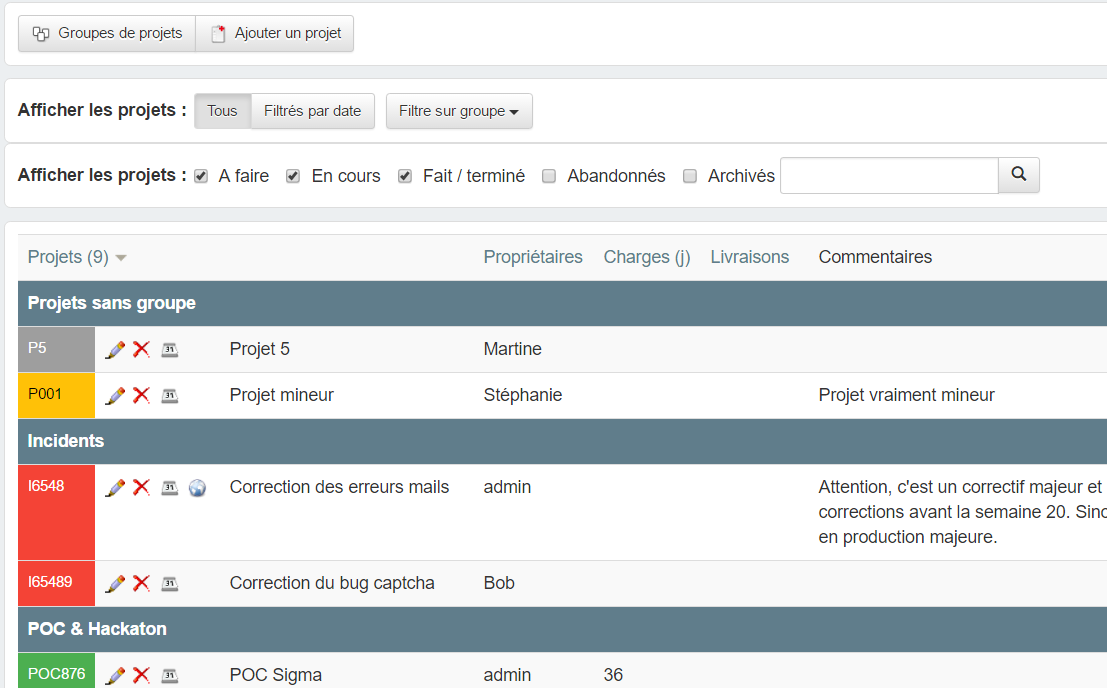 Groupes de projets Ajouter un projet
Afficher les projets : Tous Filtrés par date Filtre sur groupe
Afficher les projets : A faire En cours Fait / terminé Abandonnés Archivés
Projets (9) Propriétaires Charges (j) Livraisons Commentaires
Projets sans groupe
P5 31 Projet 5 Martine
P001 31 Projet mineur Stéphanie Projet vraiment mineur
Incidents
I6548 31 Correction des erreurs mails admin Attention, c'est un correctif majeur et
corrections avant la semaine 20.
en production majeure.
I65489 31 Correction du bug captcha Bob
POC & Hackaton
POC876 31 POC Sigma admin 36